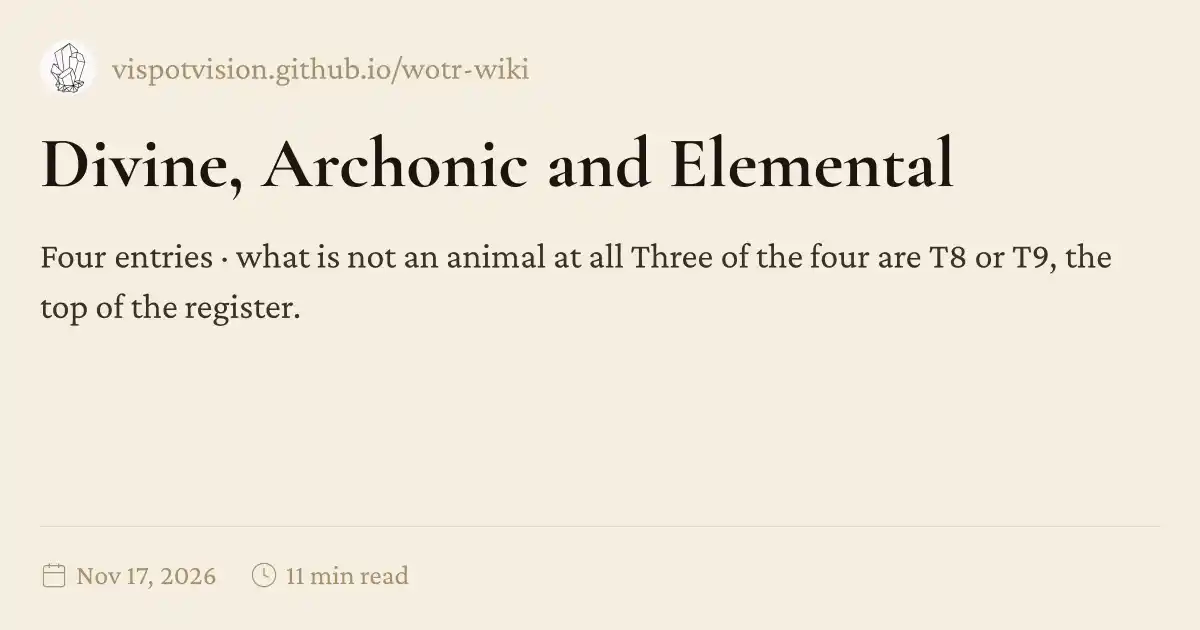 vispotvision.github.io/wotr-wiki
Divine, Archonic and Elemental
Four entries · what is not an animal at all Three of the four are T8 or T9, the
top of the register.
Nov 17, 2026
11 min read